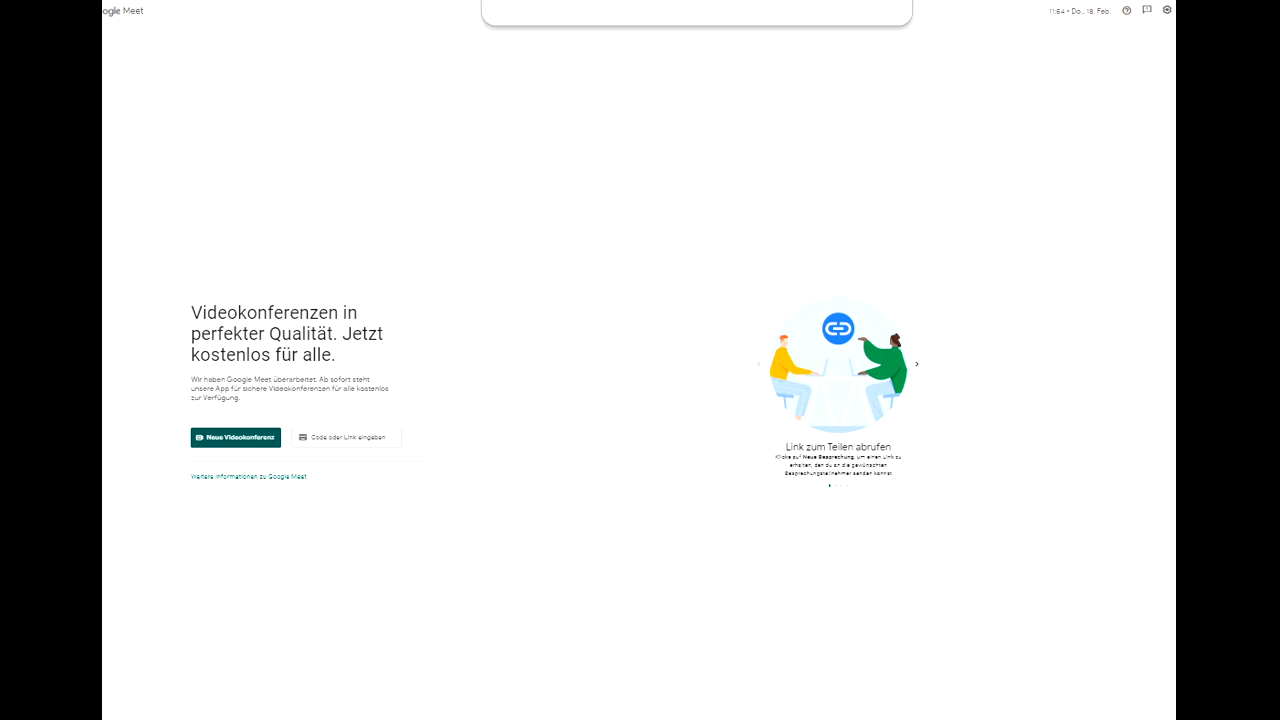 ogle Meet
11:54 • Do., 18. Feb.
Videokonferenzen in
perfekter Qualität. Jetzt
kostenlos für alle.
Wir haben Google Meet überarbeitet. Ab sofort steht
unsere App für sichere Videokonferenzen für alle kostenlos
zur Verfügung.
Neue Videokonferenz
Code oder Link eingeben
Weitere Informationen zu Google Meet
Link zum Teilen abrufen
Klicke auf Neue Besprechung, um einen Link zu
erhalten, den du an die gewünschten
Besprechungsteilnehmer senden kannst